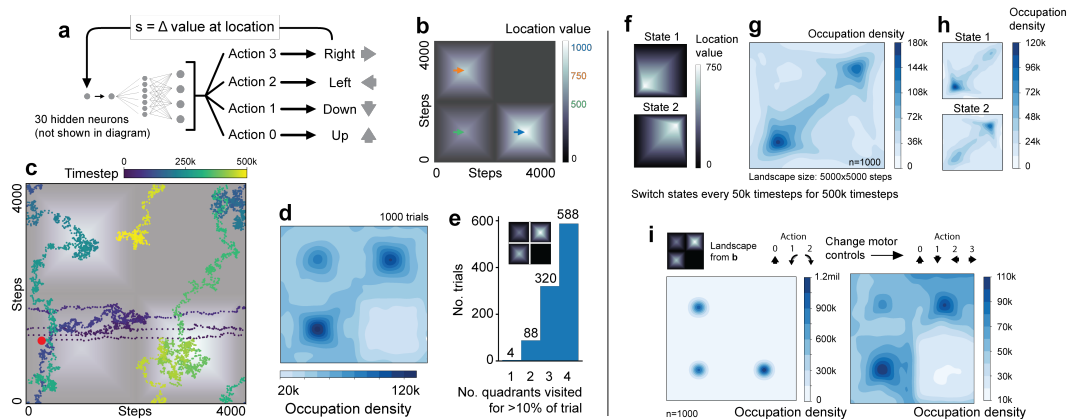 s = Δ value at location
a
Action 3
Right
Action 2
Left
Action 1
Down
Action 0
Up
30 hidden neurons
(not shown in diagram)
b
Location value
4000
Steps
0
0
Steps
4000
1000
750
500
0
c
Timestep
0
250k
500k
4000
Steps
0
0
Steps
4000
d
1000 trials
20k
120k
Occupation density
e
600
400
200
0
No. trials
4
88
320
588
1
2
3
4
No. quadrants visited
for >10% of trial
f
State 1
State 2
Location
value
750
0
g
Occupation density
180k
144k
108k
72k
36k
0
n=1000
Landscape size: 5000x5000 steps
h
Occupation
density
State 1
State 2
120k
100k
80k
60k
40k
20k
0
Switch states every 50k timesteps for 500k timesteps
i
Landscape
from b
Action
0 1 2
Change motor
controls
Action
0 1 2 3
1.2mil
900k
600k
300k
0
n=1000
Occupation density
110k
90k
70k
50k
30k
10k
Occupation density